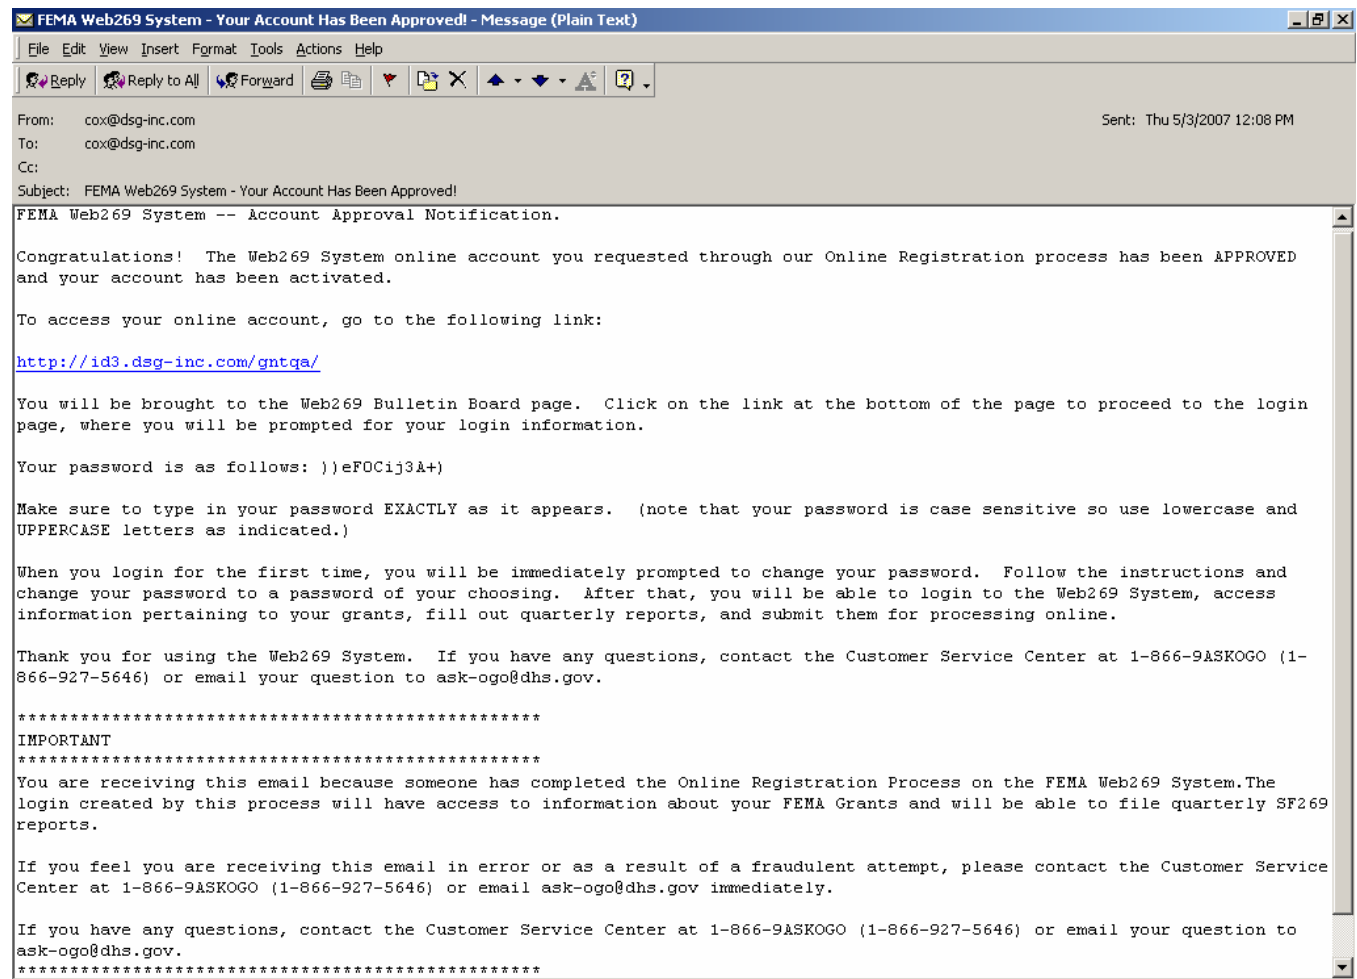 FEMA Web269 System - Your Account Has Been Approved! - Message (Plain Text)
File Edit View Insert Format Tools Actions Help
Reply Reply to All Forward
From: cox@dsg-inc.com Sent: Thu 5/3/2007 12:08 PM
To: cox@dsg-inc.com
Cc:
Subject: FEMA Web269 System - Your Account Has Been Approved!
FEMA Web269 System -- Account Approval Notification.
Congratulations! The Web269 System online account you requested through our Online Registration process has been APPROVED
and your account has been activated.
To access your online account, go to the following link:
http://id3.dsg-inc.com/gntqa/
You will be brought to the Web269 Bulletin Board page. Click on the link at the bottom of the page to proceed to the login
page, where you will be prompted for your login information.
Your password is as follows: ))eFOCij3A+)
Make sure to type in your password EXACTLY as it appears. (note that your password is case sensitive so use lowercase and
UPPERCASE letters as indicated.)
When you login for the first time, you will be immediately prompted to change your password. Follow the instructions and
change your password to a password of your choosing. After that, you will be able to login to the Web269 System, access
information pertaining to your grants, fill out quarterly reports, and submit them for processing online.
Thank you for using the Web269 System. If you have any questions, contact the Customer Service Center at 1-866-9ASKOGO (1-
866-927-5646) or email your question to ask-ogo@dhs.gov.
**************************************************
IMPORTANT
**************************************************
You are receiving this email because someone has completed the Online Registration Process on the FEMA Web269 System.The
login created by this process will have access to information about your FEMA Grants and will be able to file quarterly SF269
reports.
If you feel you are receiving this email in error or as a result of a fraudulent attempt, please contact the Customer Service
Center at 1-866-9ASKOGO (1-866-927-5646) or email ask-ogo@dhs.gov immediately.
If you have any questions, contact the Customer Service Center at 1-866-9ASKOGO (1-866-927-5646) or email your question to
ask-ogo@dhs.gov.
**************************************************